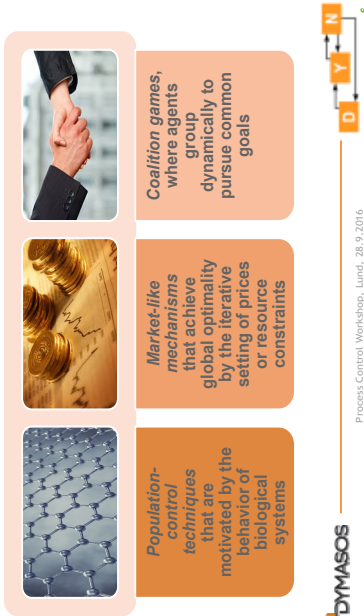 Population-
control
techniques
that are
motivated by the
behavior of
biological
systems
Market-like
mechanisms
that achieve
global optimality
by the iterative
setting of prices
or resource
constraints
Coalition games,
where agents
group
dynamically to
pursue common
goals
DYMASOS
Process Control Workshop, Lund, 28.9.2016
D
Y
N